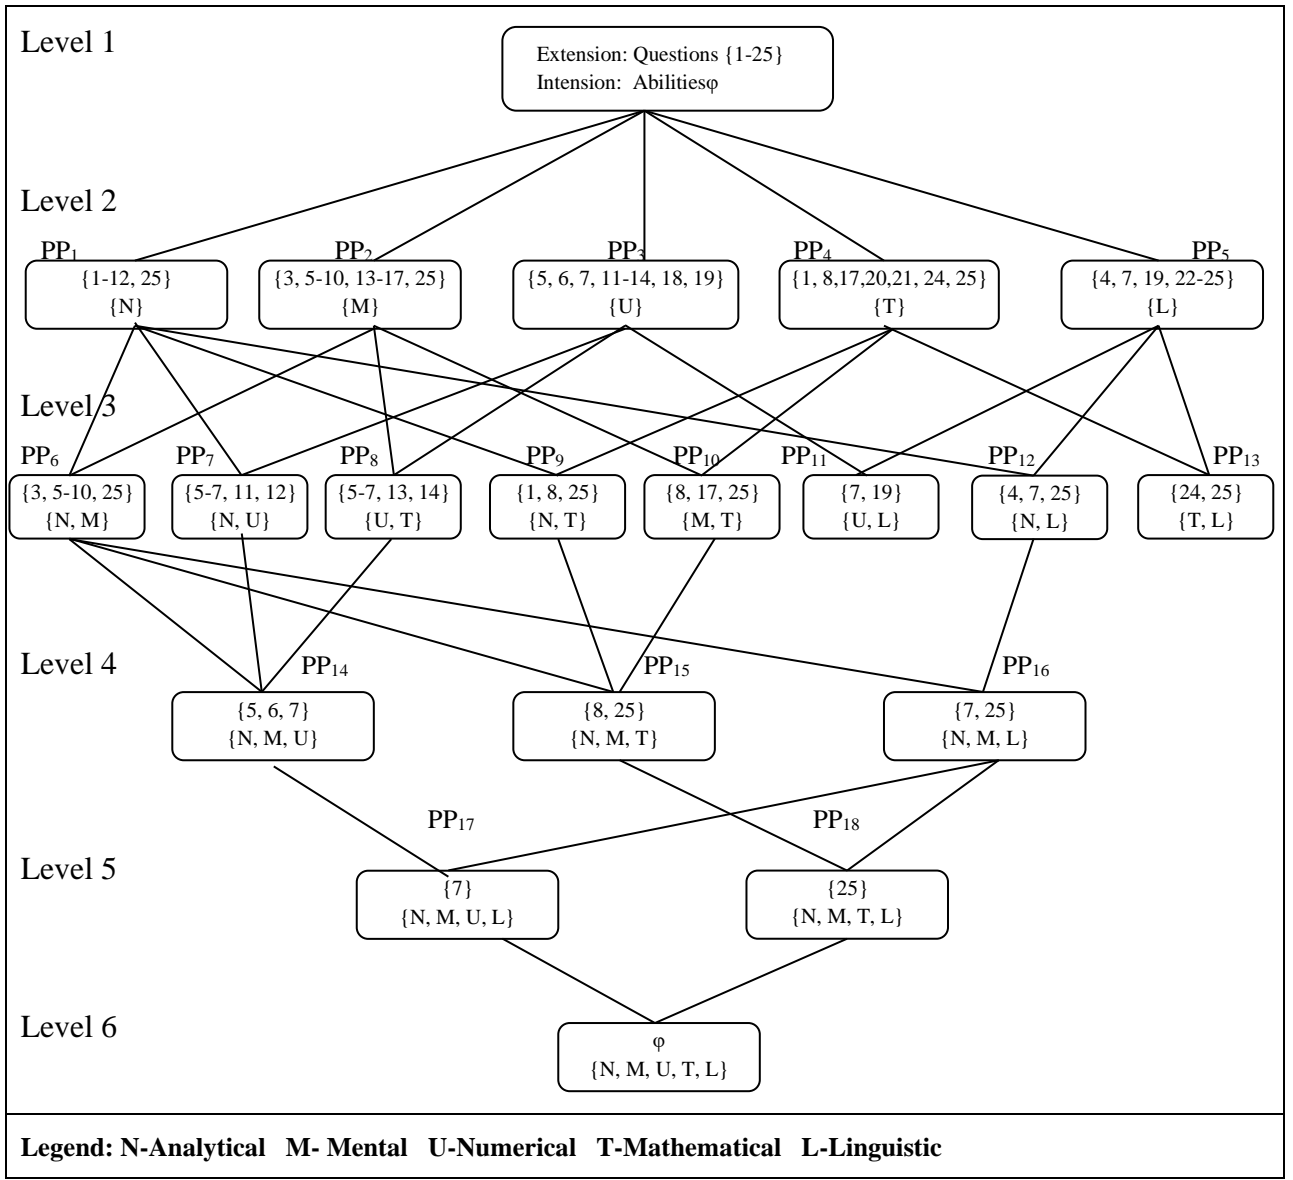 Level 1
Extension: Questions {1-25}
Intension:  Abilitiesφ
Level 2
PP1 PP2 PP3 PP4 PP5
{1-12, 25} {3, 5-10, 13-17, 25} {5, 6, 7, 11-14, 18, 19} {1, 8,17,20,21, 24, 25} {4, 7, 19, 22-25}
{N} {M} {U} {T} {L}
Level 3
PP6 PP7 PP8 PP9 PP10 PP11 PP12 PP13
{3, 5-10, 25} {5-7, 11, 12} {5-7, 13, 14} {1, 8, 25} {8, 17, 25} {7, 19} {4, 7, 25} {24, 25}
{N, M} {N, U} {U, T} {N, T} {M, T} {U, L} {N, L} {T, L}
Level 4
PP14 PP15 PP16
{5, 6, 7} {8, 25} {7, 25}
{N, M, U} {N, M, T} {N, M, L}
PP17 PP18
Level 5
{7} {25}
{N, M, U, L} {N, M, T, L}
Level 6
φ
{N, M, U, T, L}
Legend: N-Analytical   M- Mental   U-Numerical   T-Mathematical   L-Linguistic